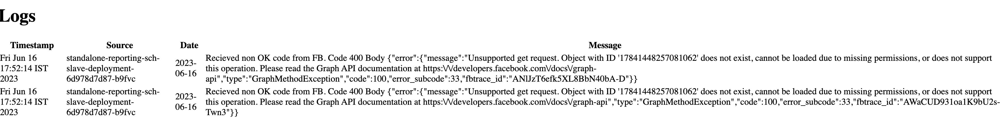 Logs
Timestamp Source Date Message
Fri Jun 16 standalone-reporting-sch- 2023- Recieved non OK code from FB. Code 400 Body {"error":{"message":"Unsupported get request. Object with ID '17841448257081062' does not exist, cannot be loaded due to missing permissions, or does not support
17:52:14 IST slave-deployment- 06-16 this operation. Please read the Graph API documentation at https:\/\/developers.facebook.com\/docs\/graph-
2023 6d978d7d87-b9fvc api","type":"GraphMethodException","code":100,"error_subcode":33,"fbtrace_id":"ANlJzT6efk5XL8BbN40bA-D"}}
Fri Jun 16 standalone-reporting-sch- 2023- Recieved non OK code from FB. Code 400 Body {"error":{"message":"Unsupported get request. Object with ID '17841448257081062' does not exist, cannot be loaded due to missing permissions, or does not support
17:52:14 IST slave-deployment- 06-16 this operation. Please read the Graph API documentation at https:\/\/developers.facebook.com\/docs\/graph-api","type":"GraphMethodException","code":100,"error_subcode":33,"fbtrace_id":"AWaCUD931oa1K9bU2s-
2023 6d978d7d87-b9fvc Twn3"}}